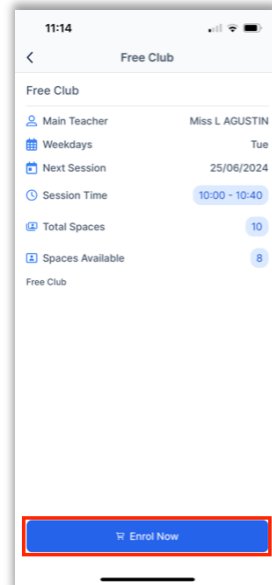 11:14
Free Club
Free Club
Main Teacher Miss L AGUSTIN
Weekdays Tue
Next Session 25/06/2024
Session Time 10:00 - 10:40
Total Spaces 10
Spaces Available 8
Free Club
Enrol Now